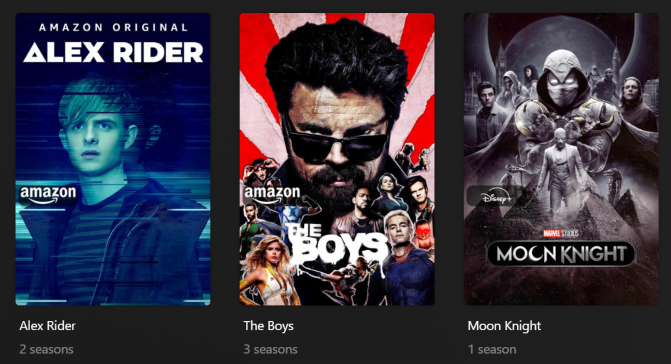 AMAZON ORIGINAL
ALEX RIDER
amazon
Alex Rider
2 seasons
amazon
THE
BOYS
The Boys
3 seasons
Disney+
MARVEL STUDIOS
MOON KNIGHT
Moon Knight
1 season